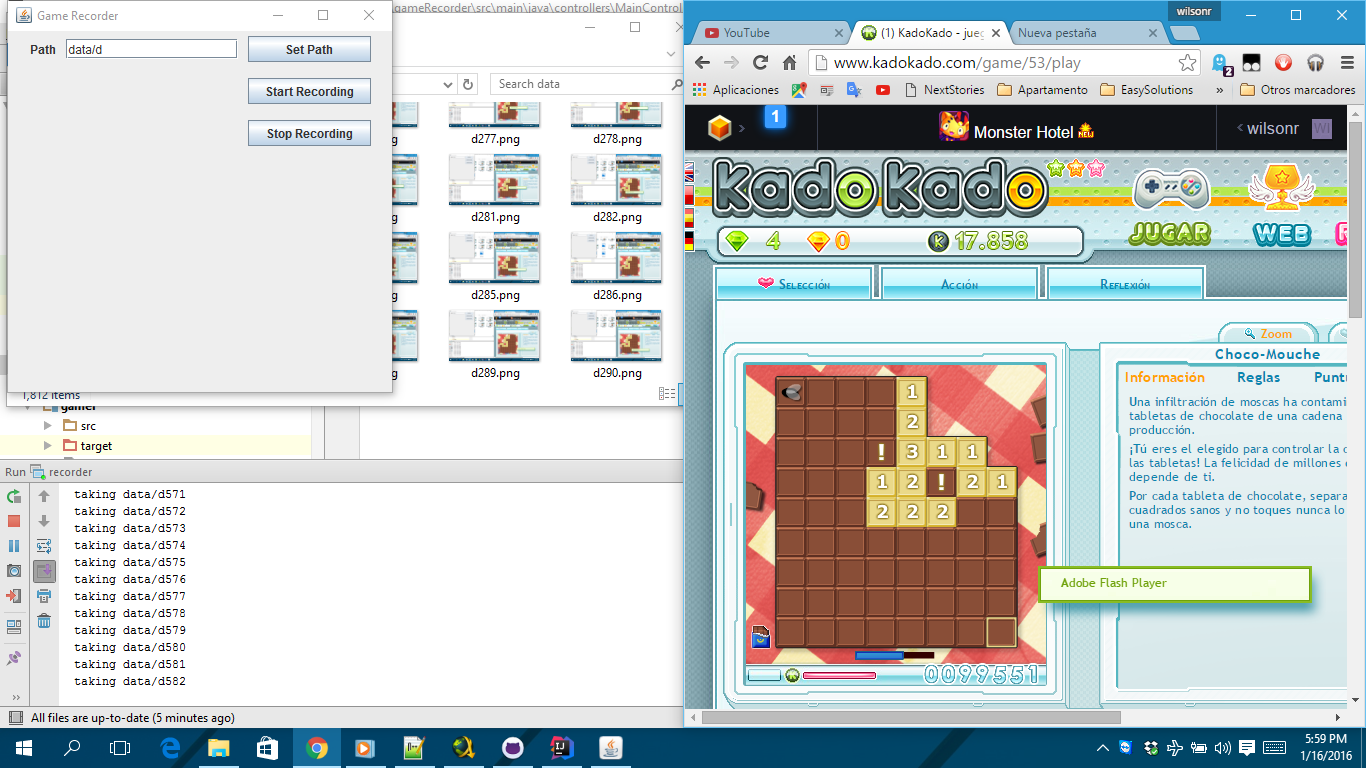 Game Recorder
Path
data/d
Set Path
Start Recording
Stop Recording
gameRecorder\src\main\java\controllers\MainControl
Search data
d277.png
d278.png
d281.png
d282.png
d285.png
d286.png
d289.png
d290.png
1,812 items
gamer
src
target
Run
recorder
taking data/d571
taking data/d572
taking data/d573
taking data/d574
taking data/d575
taking data/d576
taking data/d577
taking data/d578
taking data/d579
taking data/d580
taking data/d581
taking data/d582
All files are up-to-date (5 minutes ago)
wilsonr
YouTube
(1) KadoKado - jueg
Nueva pestaña
www.kadokado.com/game/53/play
2
Aplicaciones
NextStories
Apartamento
EasySolutions
»
Otros marcadores
1
Monster Hotel
NEW
wilsonr
WI
kadokado
4
0
K
17.858
JUGAR
WEB
Selección
Acción
Reflexión
Zoom
Choco-Mouche
Información
Reglas
Puntu
Una infiltración de moscas ha contami
tabletas de chocolate de una cadena
producción.
¡Tú eres el elegido para controlar la c
las tabletas! La felicidad de millones
depende de ti.
Por cada tableta de chocolate, separa
cuadrados sanos y no toques nunca lo
una mosca.
1
2
! 3 1 1
1 2 ! 2 1
2 2 2
Adobe Flash Player
0099551
5:59 PM
1/16/2016